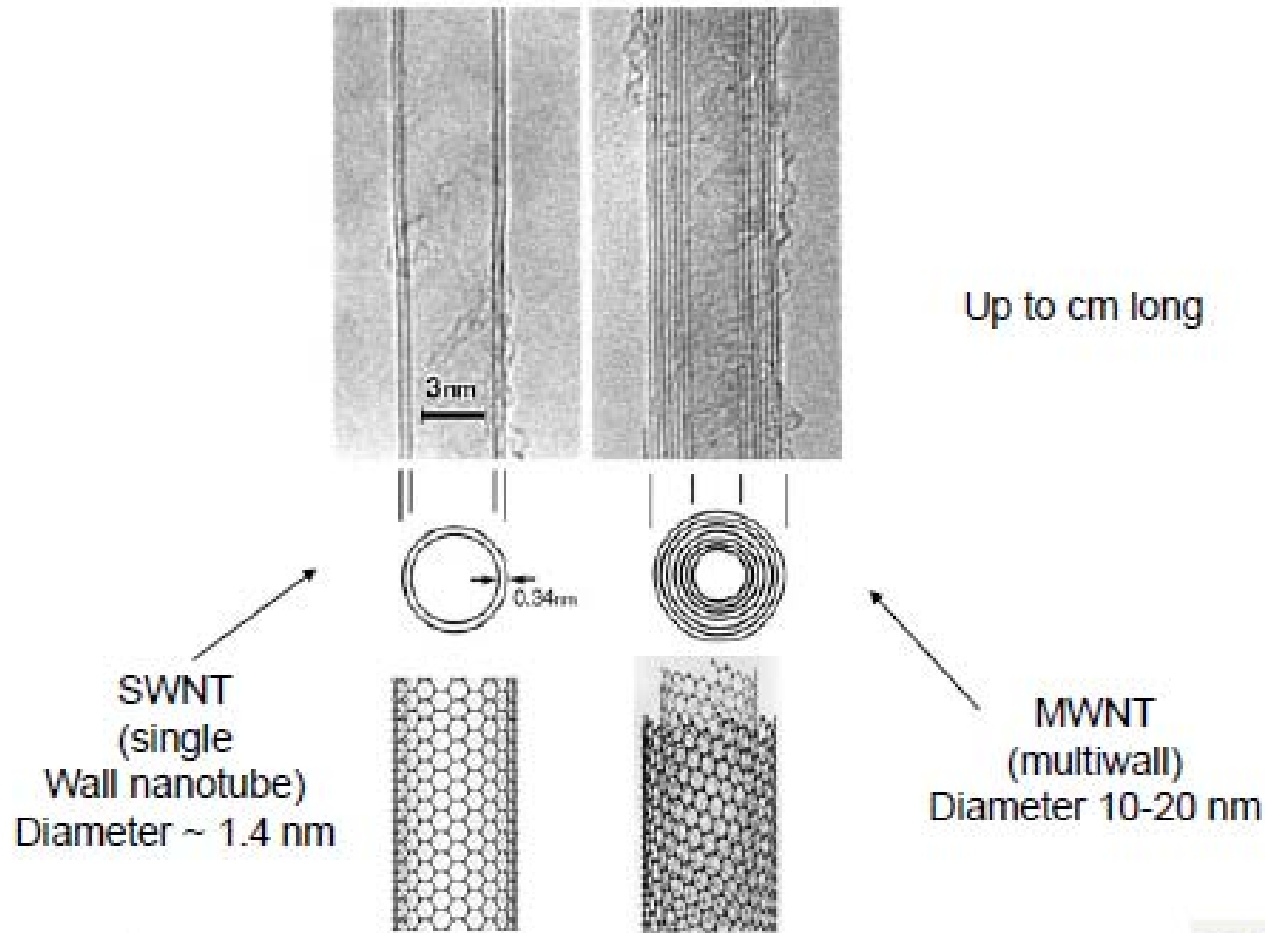 3nm
Up to cm long
0.34nm
SWNT
(single
Wall nanotube)
Diameter ~ 1.4 nm
MWNT
(multiwall)
Diameter 10-20 nm